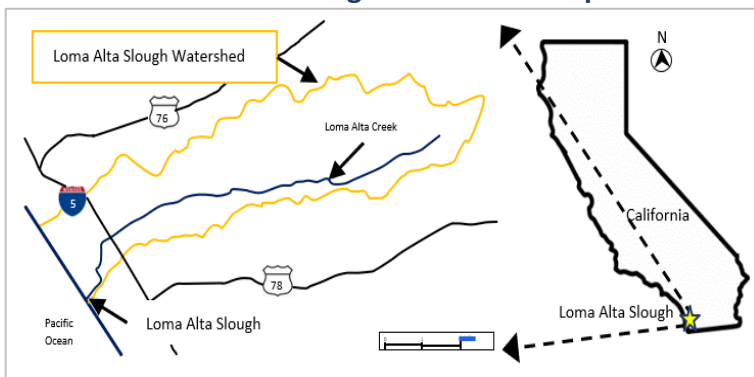 Loma Alta Slough Watershed
76
Loma Alta Creek
5
78
Pacific
Ocean
Loma Alta Slough
N
California
Loma Alta Slough